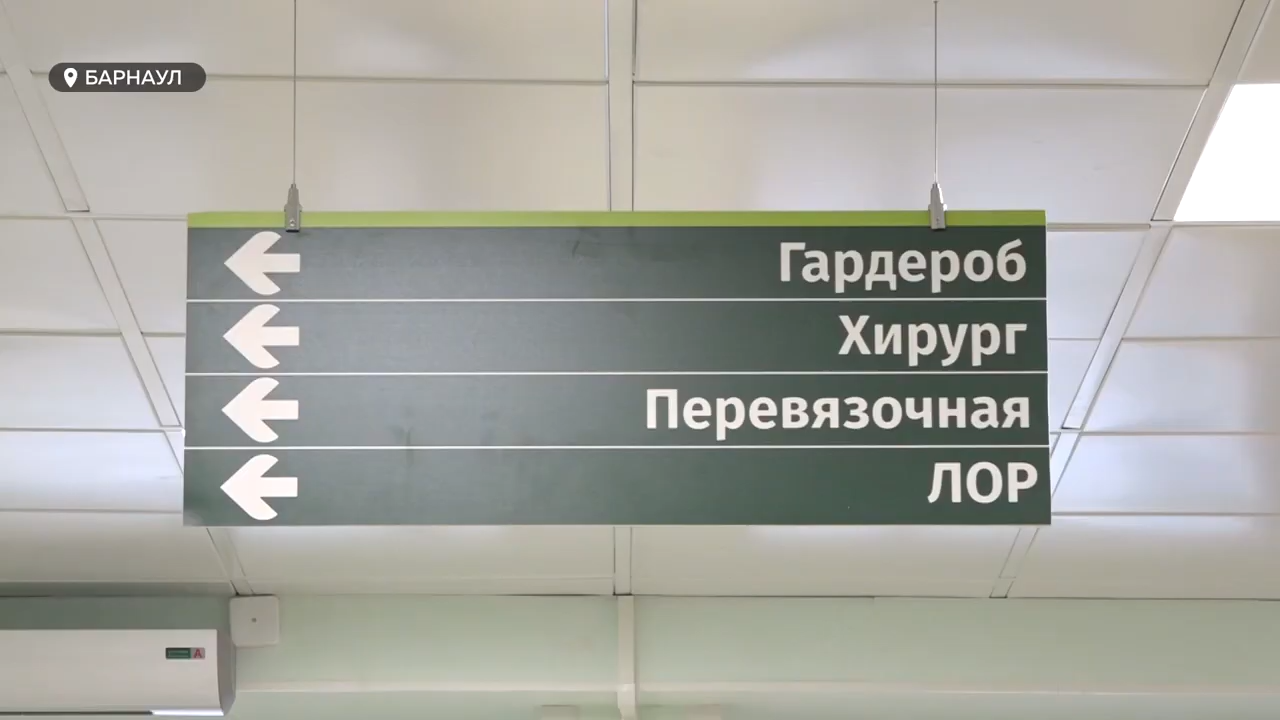 БАРНАУЛ
Гардероб
Хирург
Перевязочная
ЛОР
A